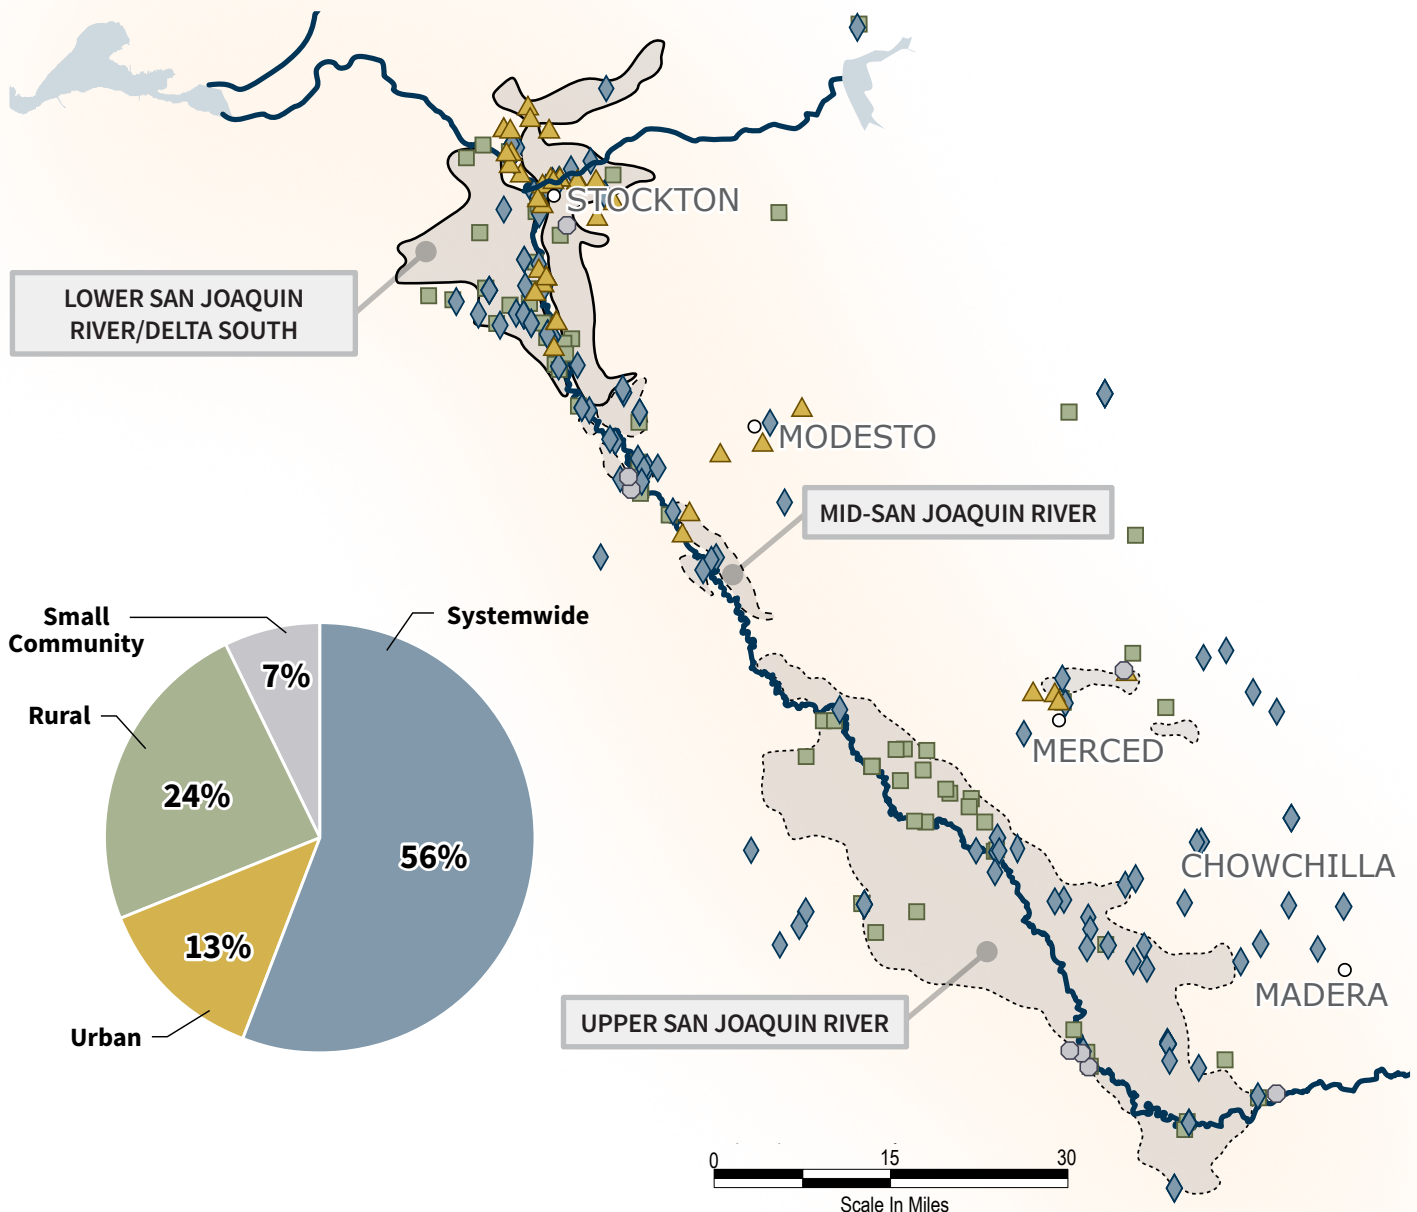 STOCKTON
LOWER SAN JOAQUIN
RIVER/DELTA SOUTH
MODESTO
MID-SAN JOAQUIN RIVER
Small
Community
Systemwide
7%
Rural
24%
56%
13%
Urban
MERCED
CHOWCHILLA
MADERA
UPPER SAN JOAQUIN RIVER
0 15 30
Scale In Miles